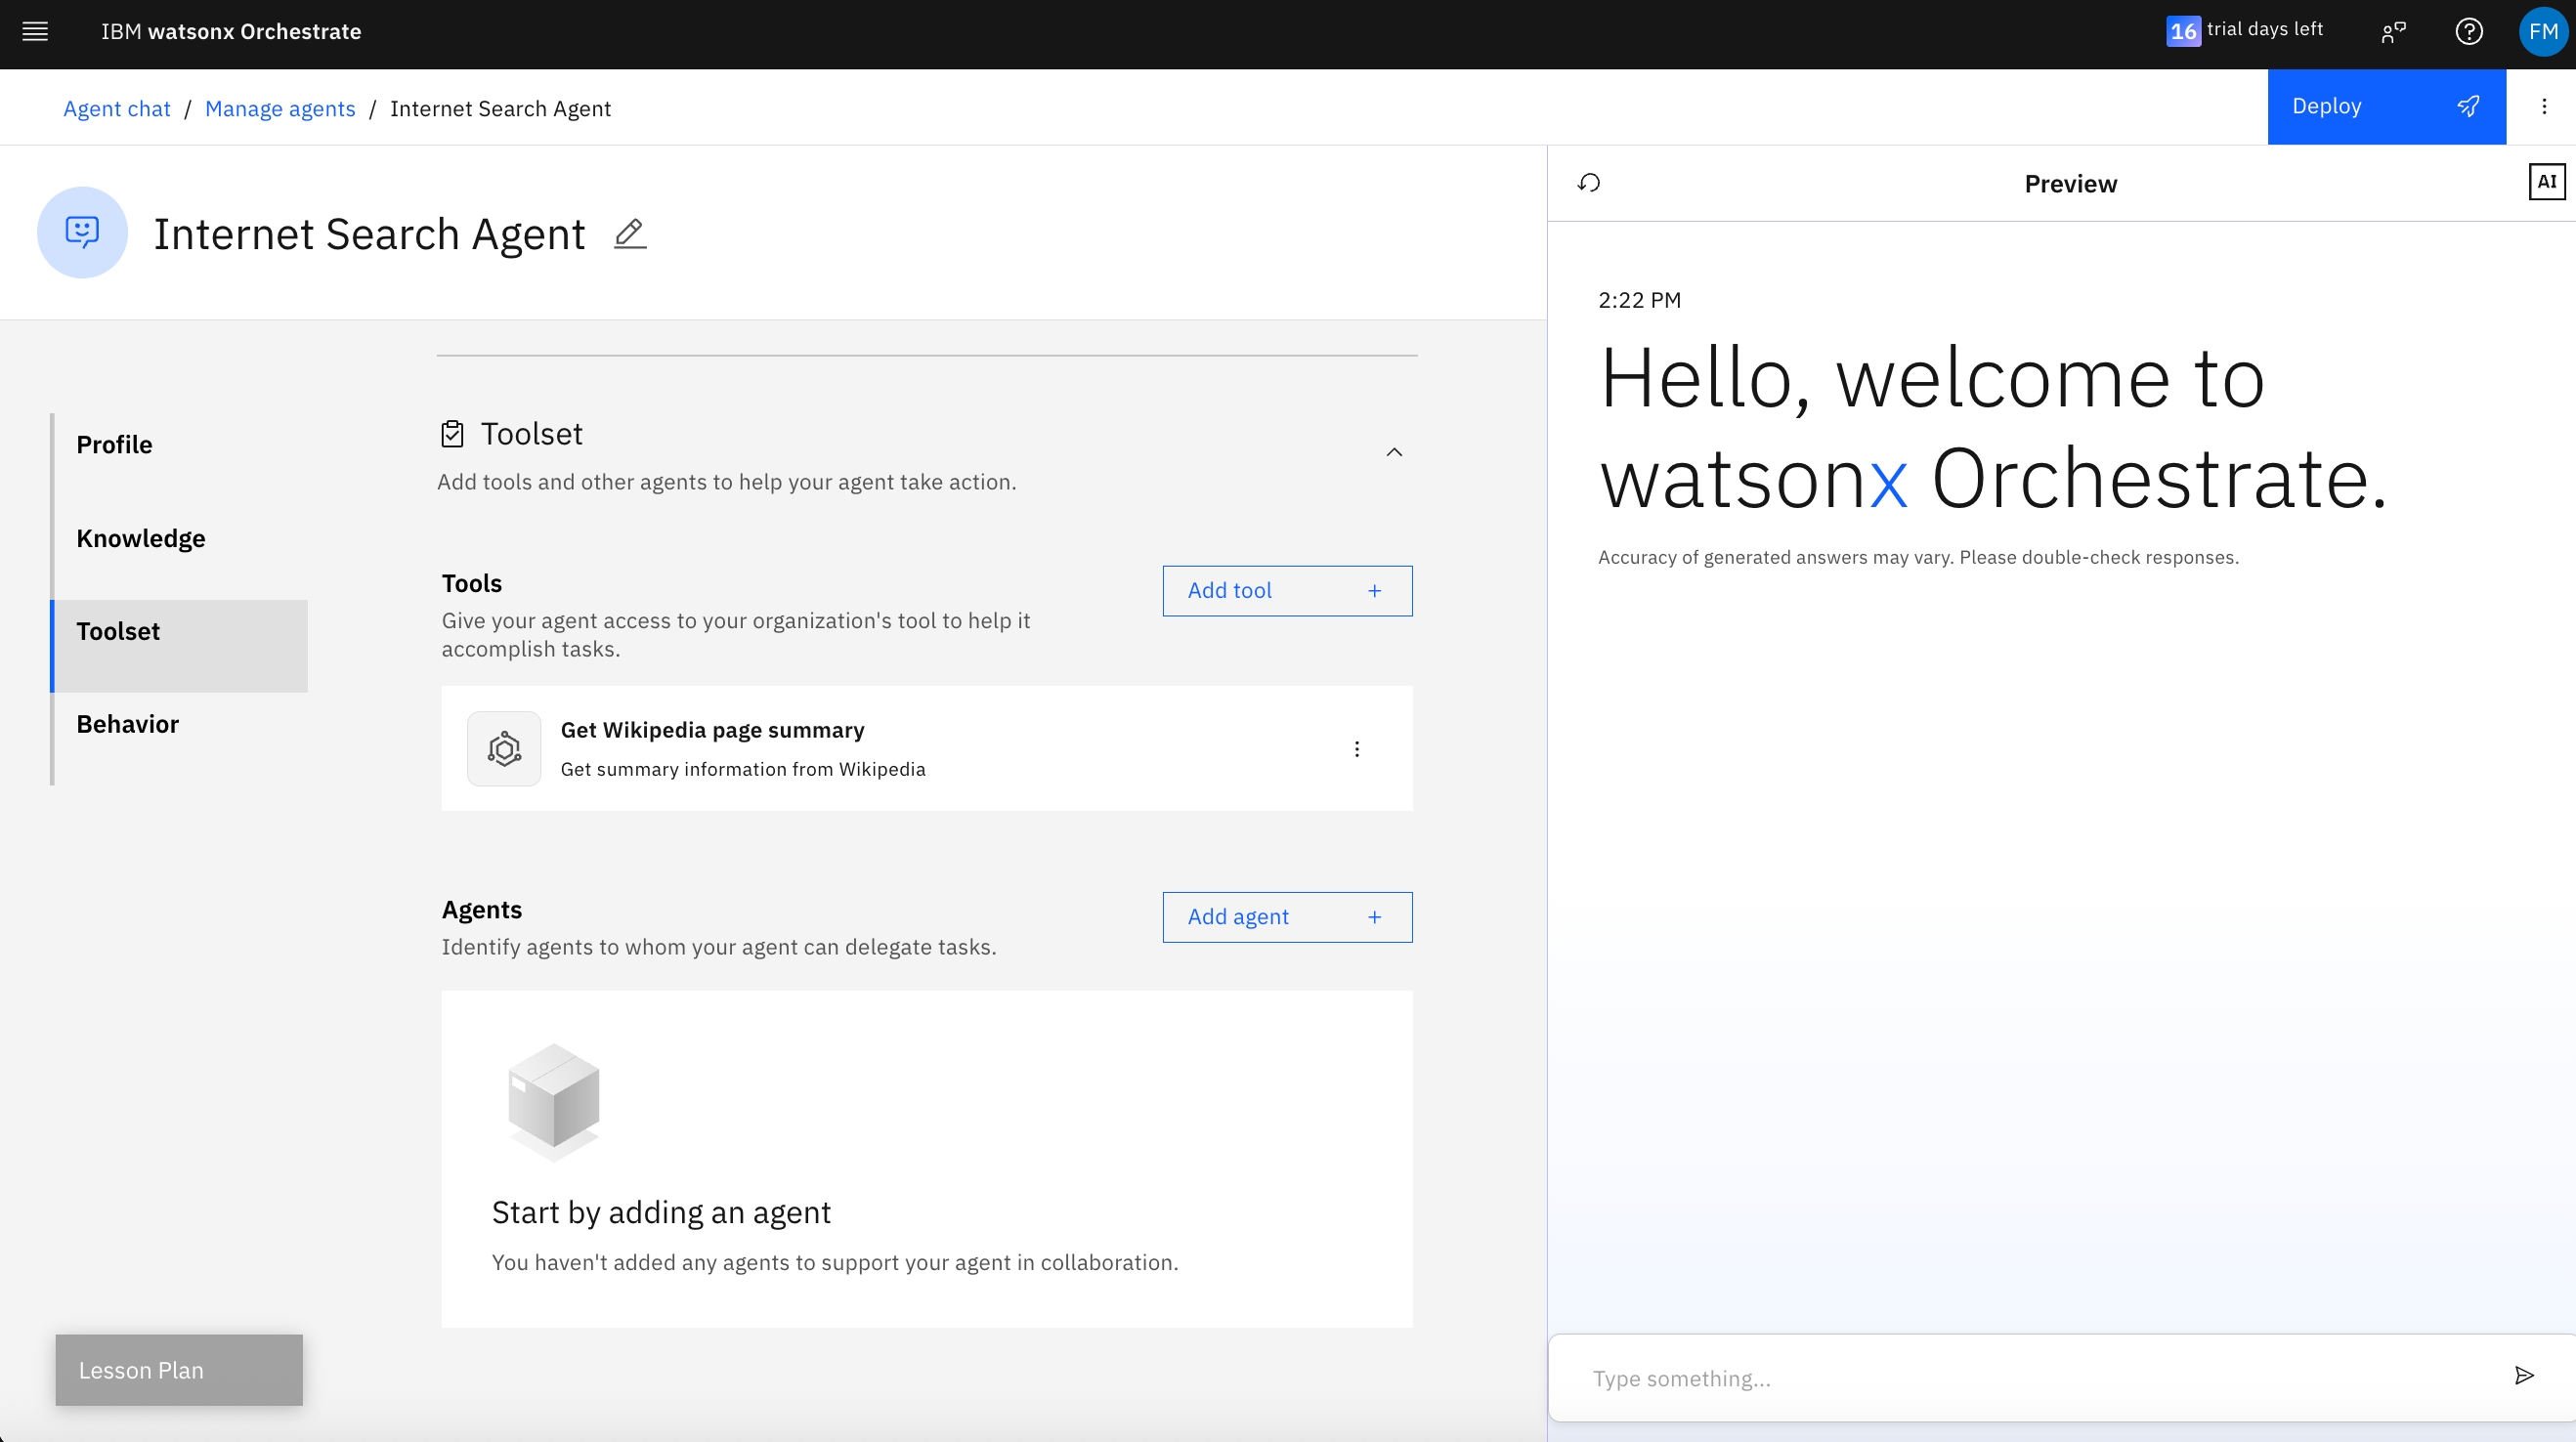 IBM watsonx Orchestrate
16 trial days left
FM
Agent chat / Manage agents / Internet Search Agent
Deploy
Internet Search Agent
Profile
Knowledge
Toolset
Behavior
Toolset
Add tools and other agents to help your agent take action.
Tools
Add tool +
Give your agent access to your organization's tool to help it
accomplish tasks.
Get Wikipedia page summary
Get summary information from Wikipedia
Agents
Add agent +
Identify agents to whom your agent can delegate tasks.
Start by adding an agent
You haven't added any agents to support your agent in collaboration.
Lesson Plan
Preview
AI
2:22 PM
Hello, welcome to
watsonx Orchestrate.
Accuracy of generated answers may vary. Please double-check responses.
Type something...